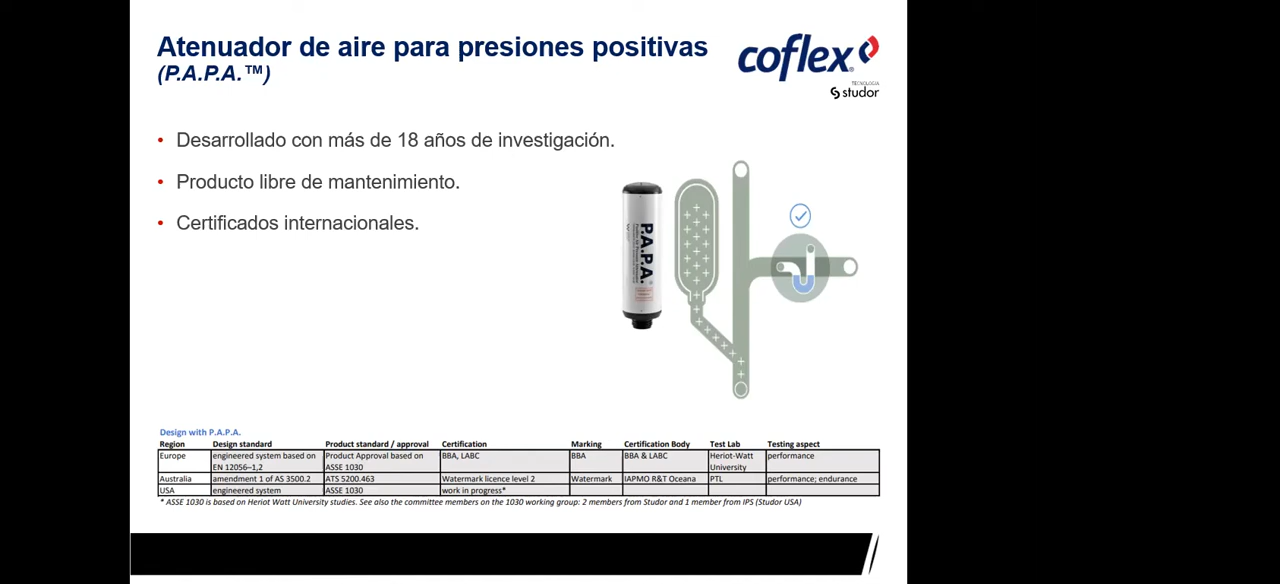 Atenuador de aire para presiones positivas
(P.A.P.A.™)
coflex®
TECNOLOGÍA
studor
• Desarrollado con más de 18 años de investigación.
• Producto libre de mantenimiento.
• Certificados internacionales.
P.A.P.A.
Design with P.A.P.A.
Region Design standard Product standard / approval Certification Marking Certification Body Test Lab Testing aspect
Europe engineered system based on EN 12056–1,2 Product Approval based on ASSE 1030 BBA, LABC BBA BBA & LABC Heriot-Watt University performance
Australia amendment 1 of AS 3500.2 ATS 5200.463 Watermark licence level 2 Watermark IAPMO R&T Oceana PTL performance; endurance
USA engineered system ASSE 1030 work in progress*
* ASSE 1030 is based on Heriot Watt University studies. See also the committee members on the 1030 working group: 2 members from Studor and 1 member from IPS (Studor USA)